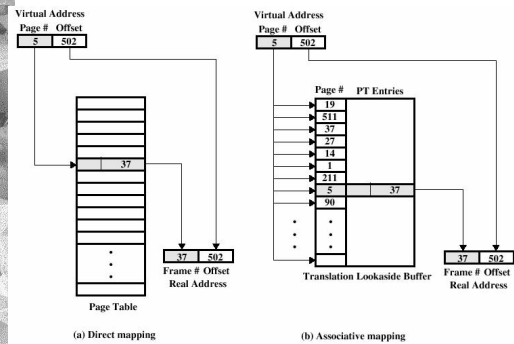 Virtual Address
Page # Offset
5 502
37
37 502
Frame # Offset
Real Address
Page Table
(a) Direct mapping
Virtual Address
Page # Offset
5 502
Page # PT Entries
19
511
37
27
14
1
211
5 37
90
Translation Lookaside Buffer
37 502
Frame # Offset
Real Address
(b) Associative mapping